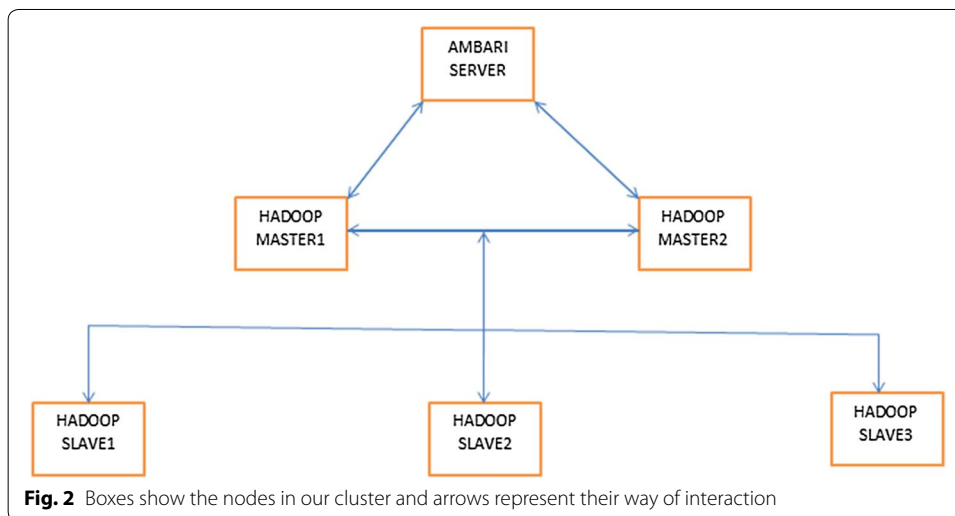 AMBARI
SERVER
HADOOP
MASTER1
HADOOP
MASTER2
HADOOP
SLAVE1
HADOOP
SLAVE2
HADOOP
SLAVE3
Fig. 2 Boxes show the nodes in our cluster and arrows represent their way of interaction